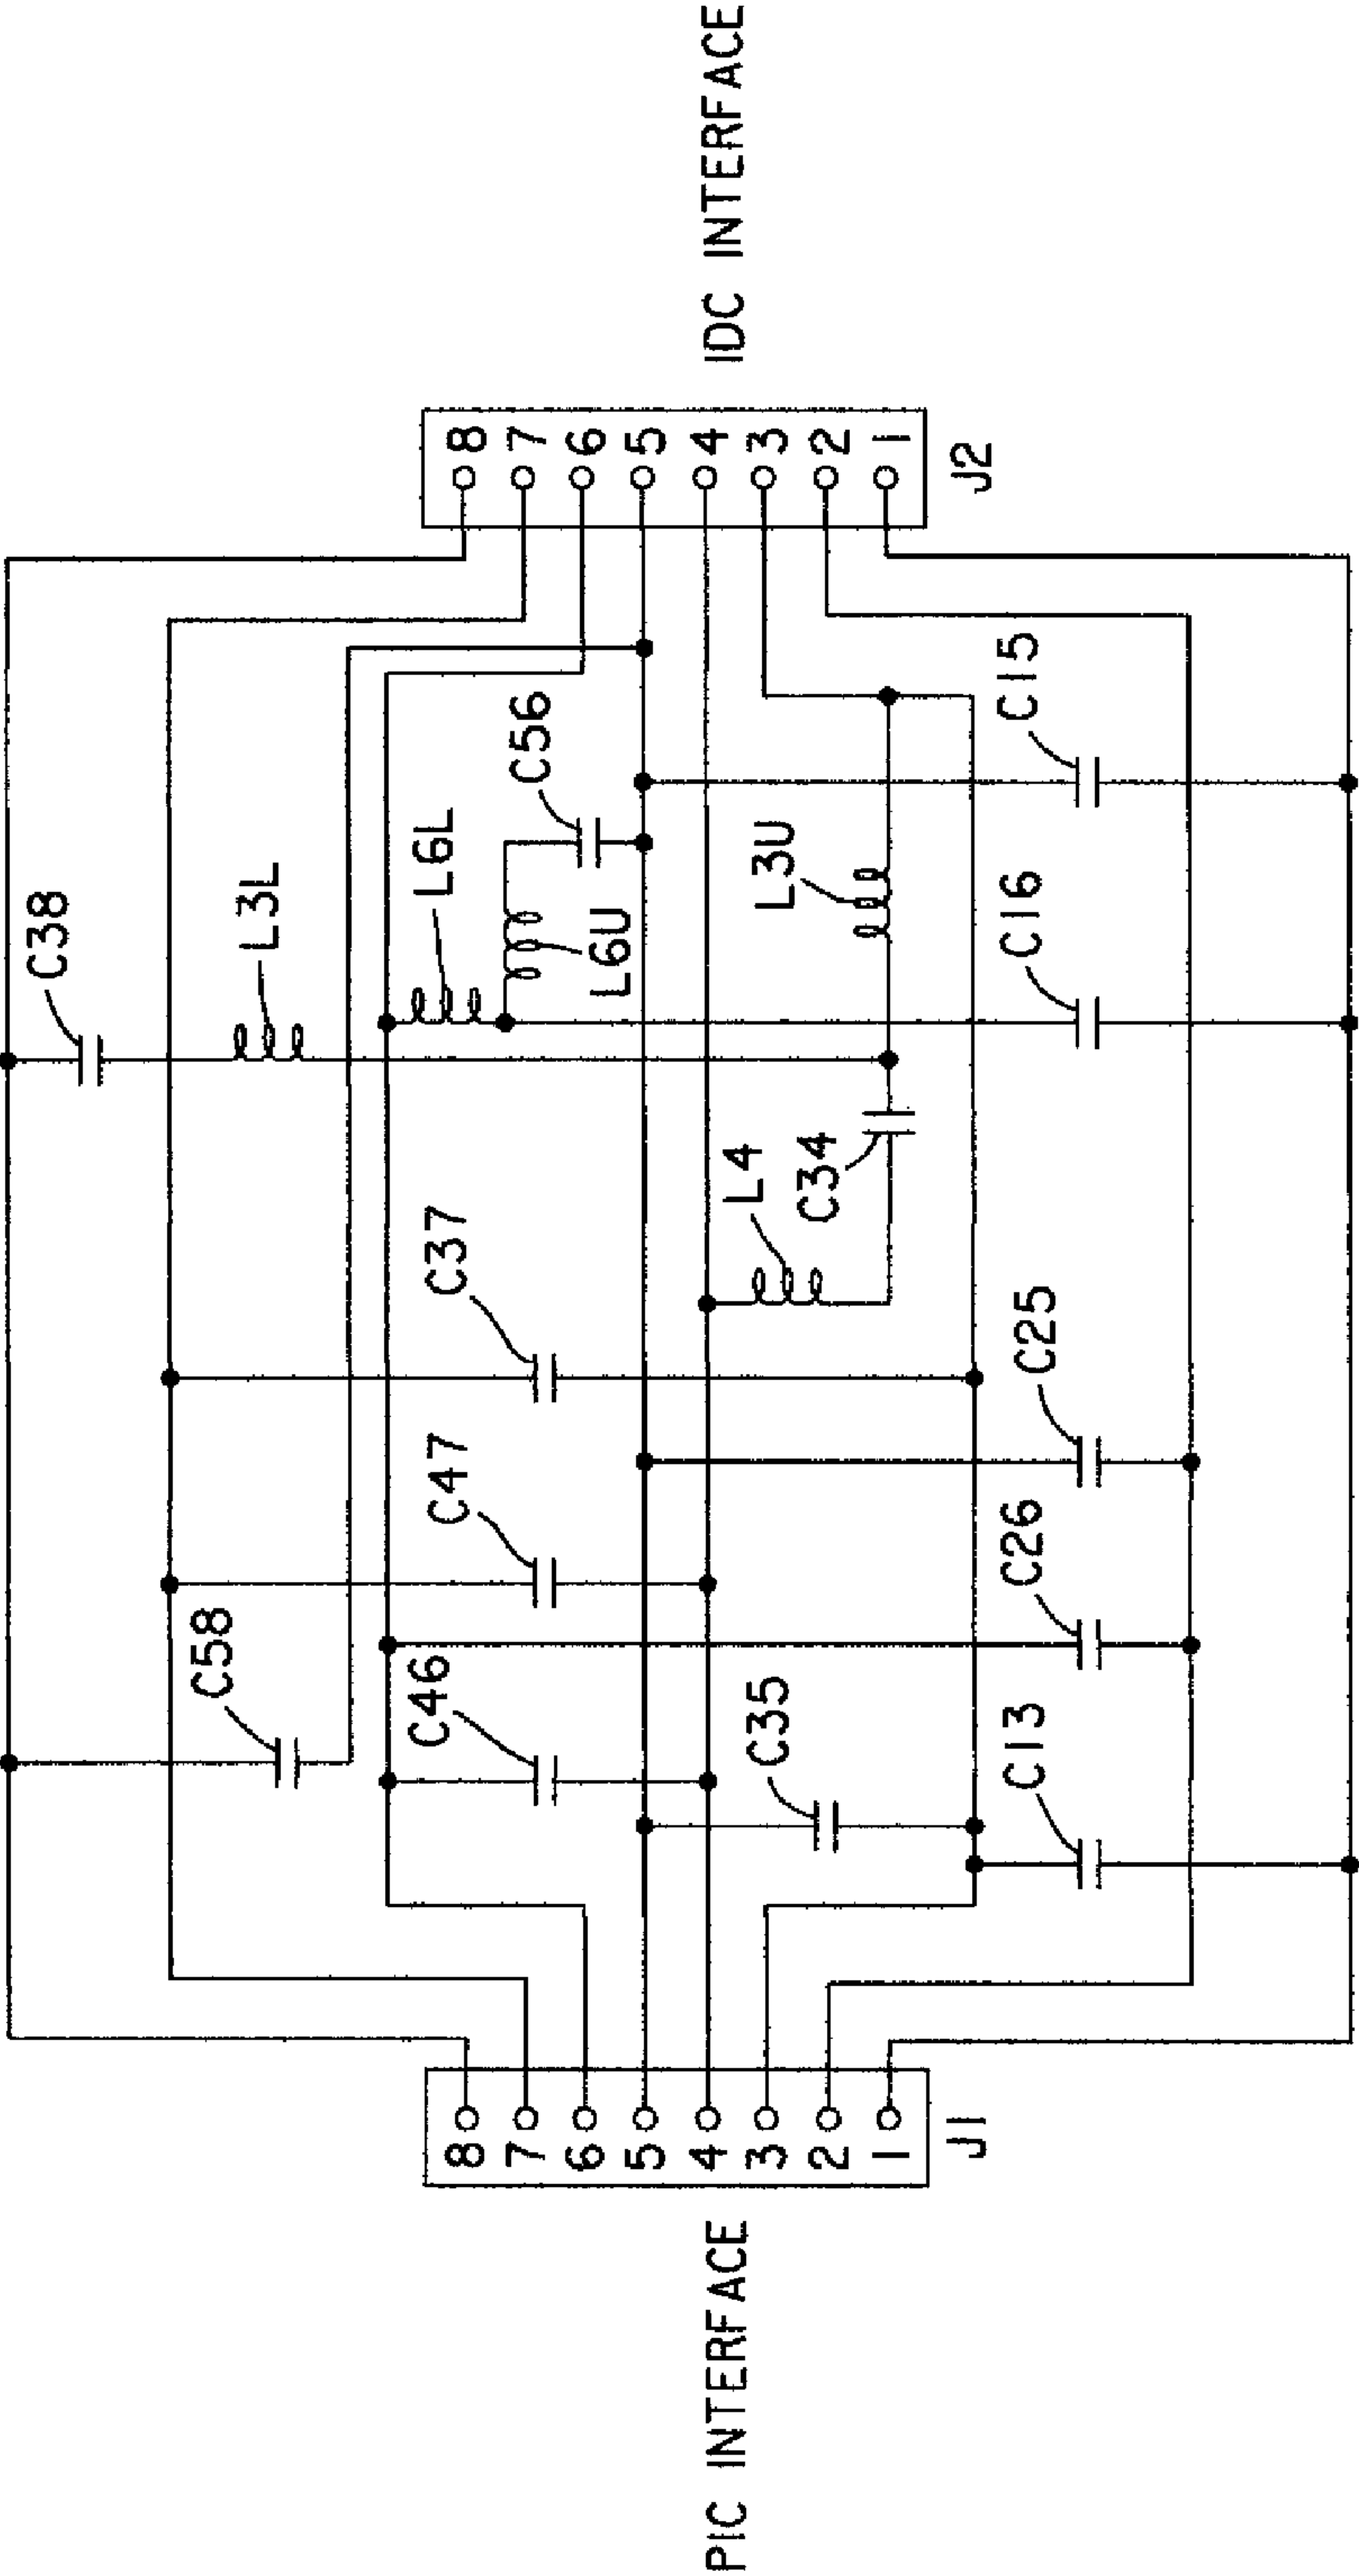 PIC INTERFACE
J1
8
7
6
5
4
3
2
1
C58
C46
C35
C13
C47
C26
C37
C25
L4
C34
C38
L3L
L6L
L6U
C56
L3U
C16
C15
8
7
6
5
4
3
2
1
J2
IDC INTERFACE